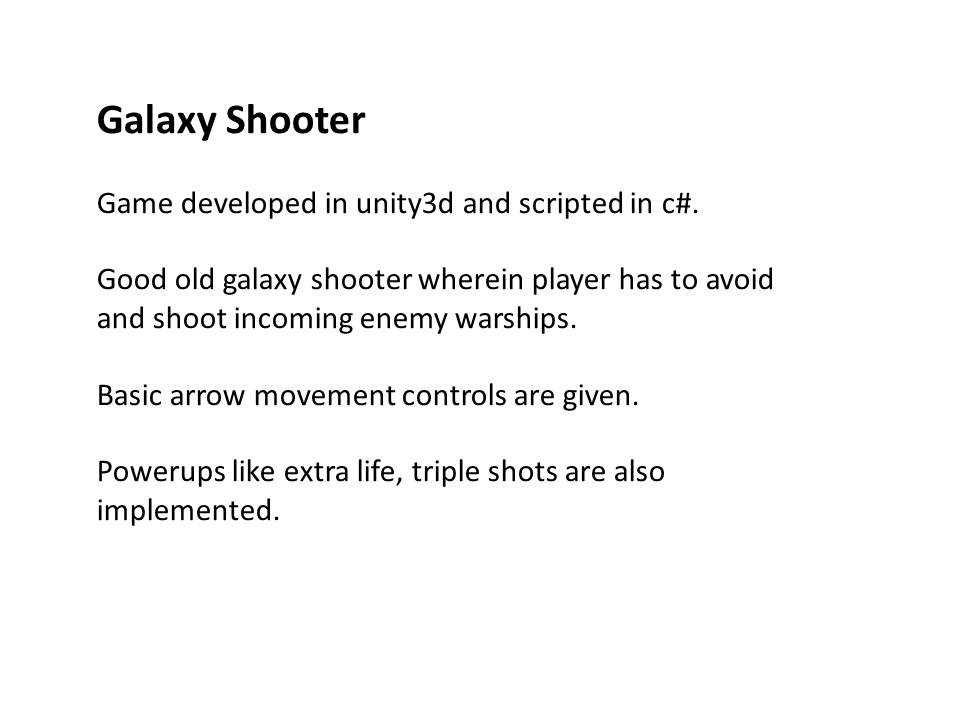 Galaxy Shooter
Game developed in unity3d and scripted in c#.
Good old galaxy shooter wherein player has to avoid
and shoot incoming enemy warships.
Basic arrow movement controls are given.
Powerups like extra life, triple shots are also
implemented.